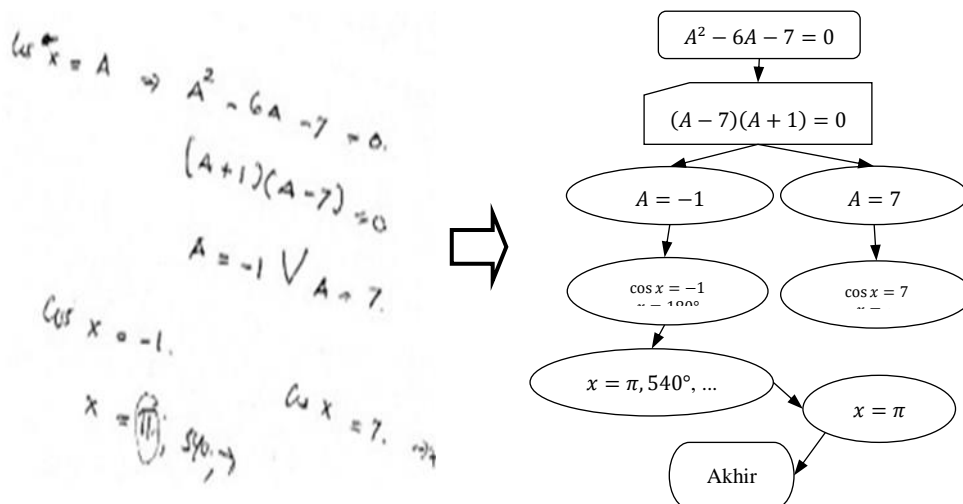 cos x = A ⇒ A² - 6A - 7 = 0.
(A+1)(A-7) = 0
A = -1 ∨ A = 7.
Cos x = -1.
x = π, 540, →
Cos x = 7. →
A² − 6A − 7 = 0
(A − 7)(A + 1) = 0
A = −1
A = 7
cos x = −1
x = 180°
cos x = 7
x =
x = π, 540°, …
x = π
Akhir